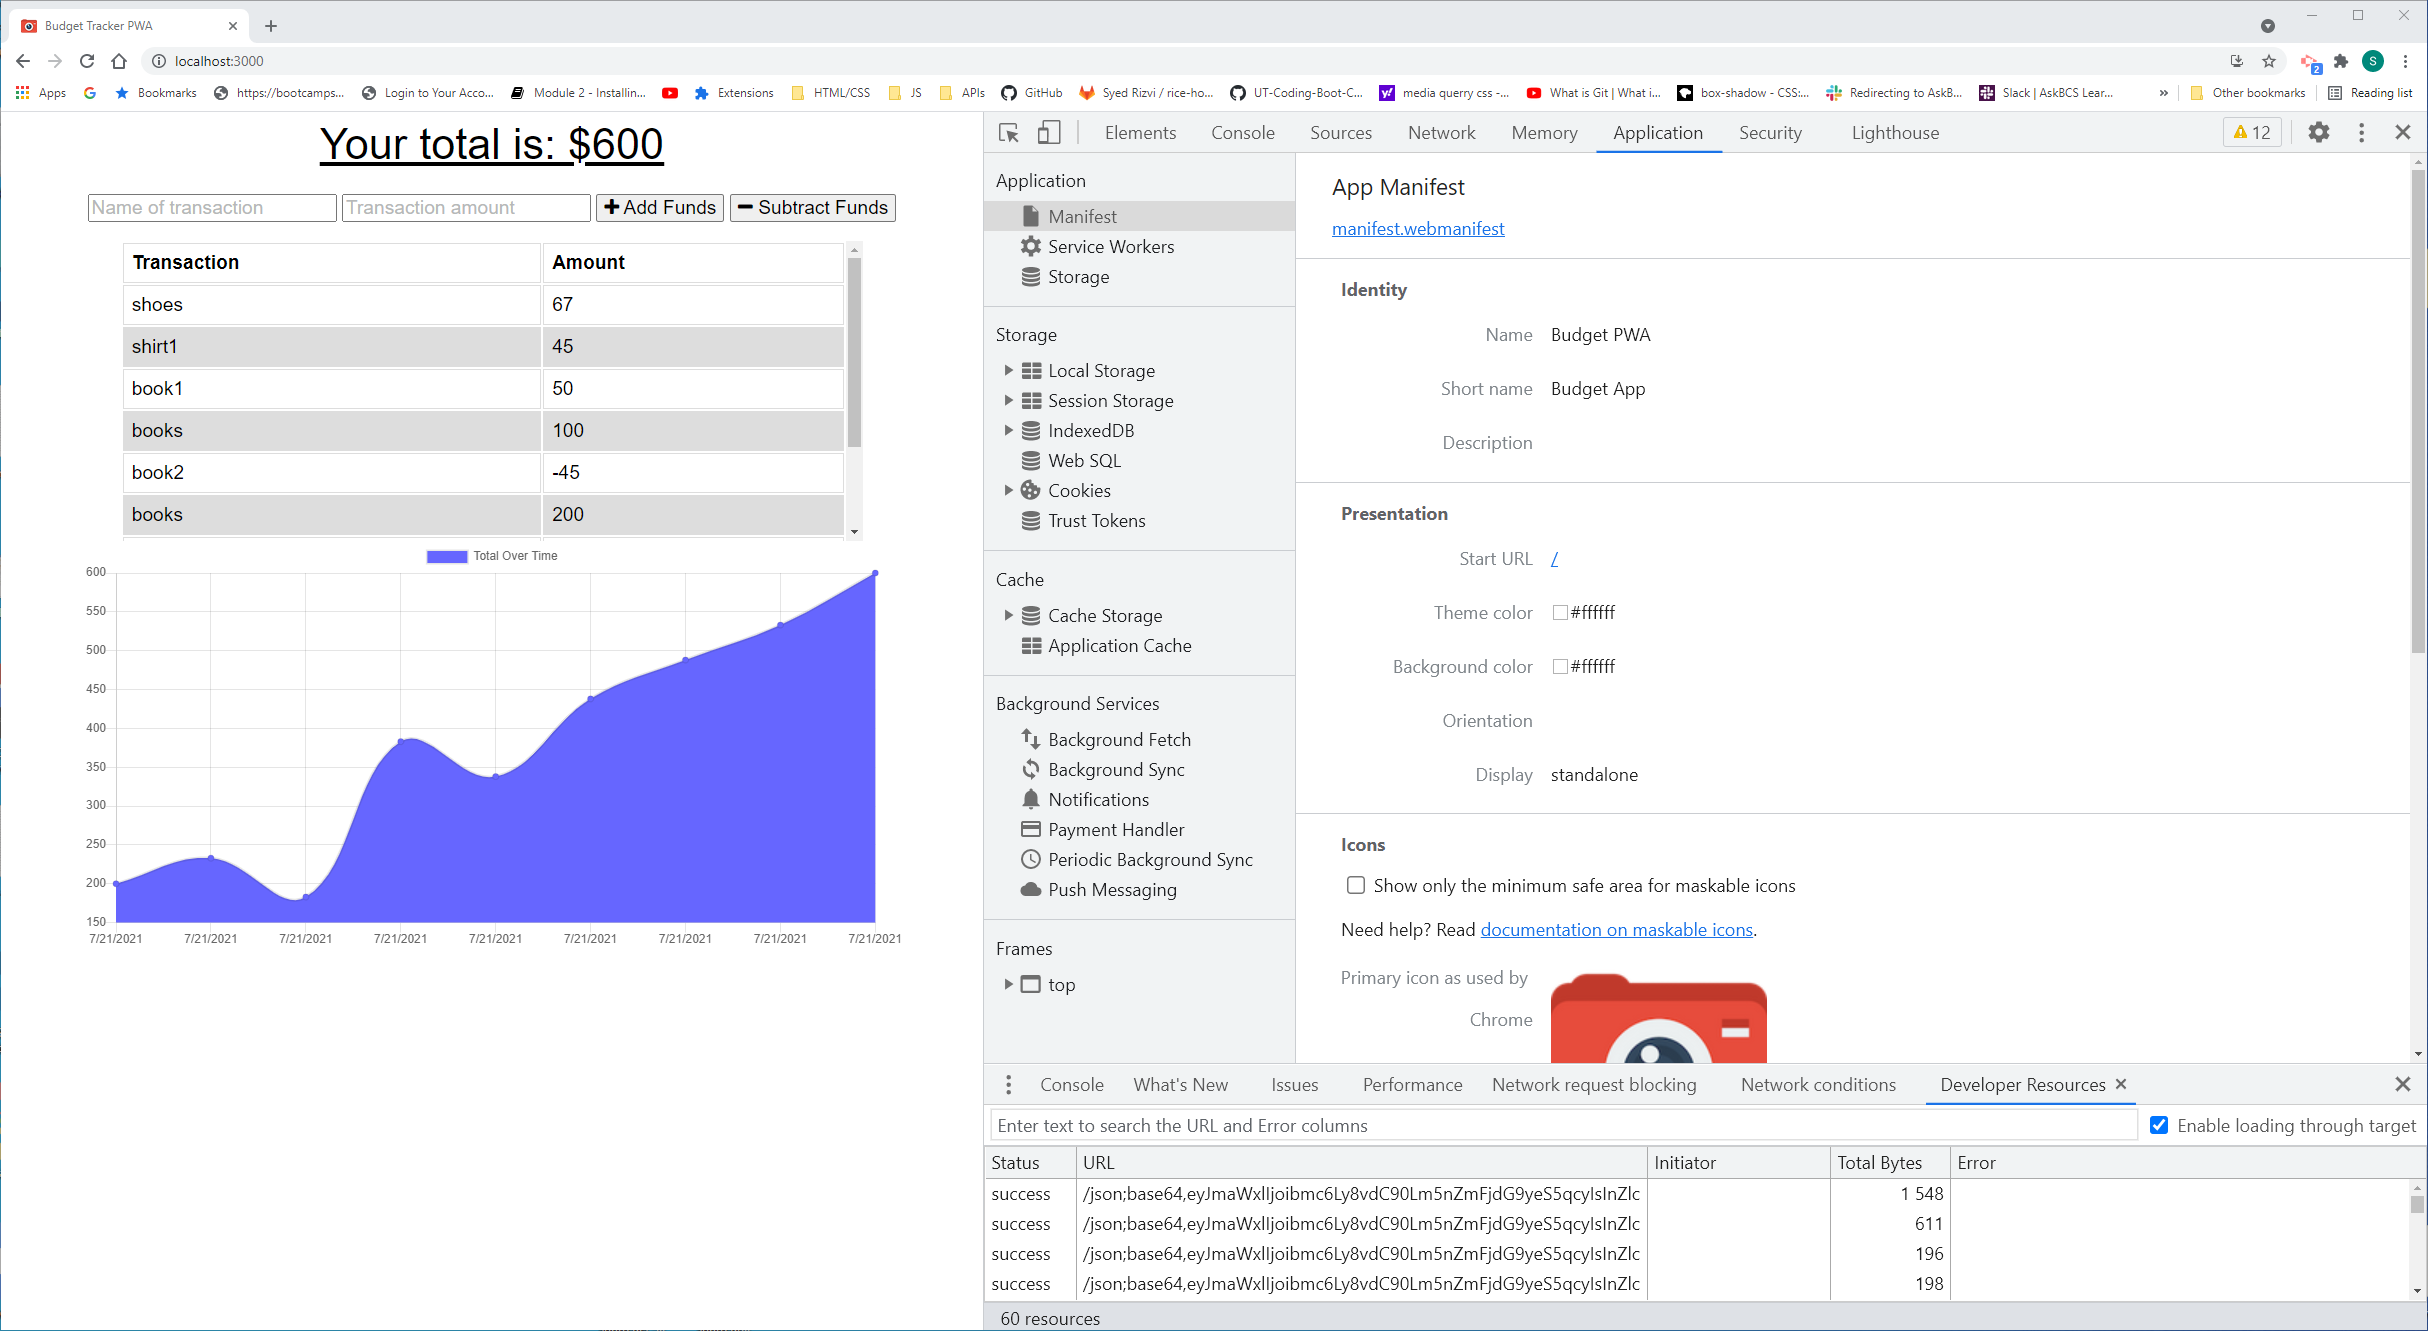 Budget Tracker PWA
localhost:3000
2
S
Apps
Bookmarks
https://bootcamps...
Login to Your Acco...
Module 2 - Installin...
Extensions
HTML/CSS
JS
APIs
GitHub
Syed Rizvi / rice-ho...
UT-Coding-Boot-C...
media querry css -...
What is Git | What i...
box-shadow - CSS:...
Redirecting to AskB...
Slack | AskBCS Lear...
»
Other bookmarks
Reading list
Your total is: $600
Name of transaction
Transaction amount
Add Funds
Subtract Funds
Transaction Amount
shoes 67
shirt1 45
book1 50
books 100
book2 -45
books 200
Total Over Time
600
550
500
450
400
350
300
250
200
150
7/21/2021 7/21/2021 7/21/2021 7/21/2021 7/21/2021 7/21/2021 7/21/2021 7/21/2021 7/21/2021
Elements Console Sources Network Memory Application Security Lighthouse
12
Application
Manifest
Service Workers
Storage
Storage
Local Storage
Session Storage
IndexedDB
Web SQL
Cookies
Trust Tokens
Cache
Cache Storage
Application Cache
Background Services
Background Fetch
Background Sync
Notifications
Payment Handler
Periodic Background Sync
Push Messaging
Frames
top
App Manifest
manifest.webmanifest
Identity
Name Budget PWA
Short name Budget App
Description
Presentation
Start URL /
Theme color #ffffff
Background color #ffffff
Orientation
Display standalone
Icons
Show only the minimum safe area for maskable icons
Need help? Read documentation on maskable icons.
Primary icon as used by
Chrome
Console What's New Issues Performance Network request blocking Network conditions Developer Resources
Enter text to search the URL and Error columns
Enable loading through target
Status URL Initiator Total Bytes Error
success /json;base64,eyJmaWxlIjoibmc6Ly8vdC90Lm5nZmFjdG9yeS5qcyIsInZlc 1 548
success /json;base64,eyJmaWxlIjoibmc6Ly8vdC90Lm5nZmFjdG9yeS5qcyIsInZlc 611
success /json;base64,eyJmaWxlIjoibmc6Ly8vdC90Lm5nZmFjdG9yeS5qcyIsInZlc 196
success /json;base64,eyJmaWxlIjoibmc6Ly8vdC90Lm5nZmFjdG9yeS5qcyIsInZlc 198
60 resources